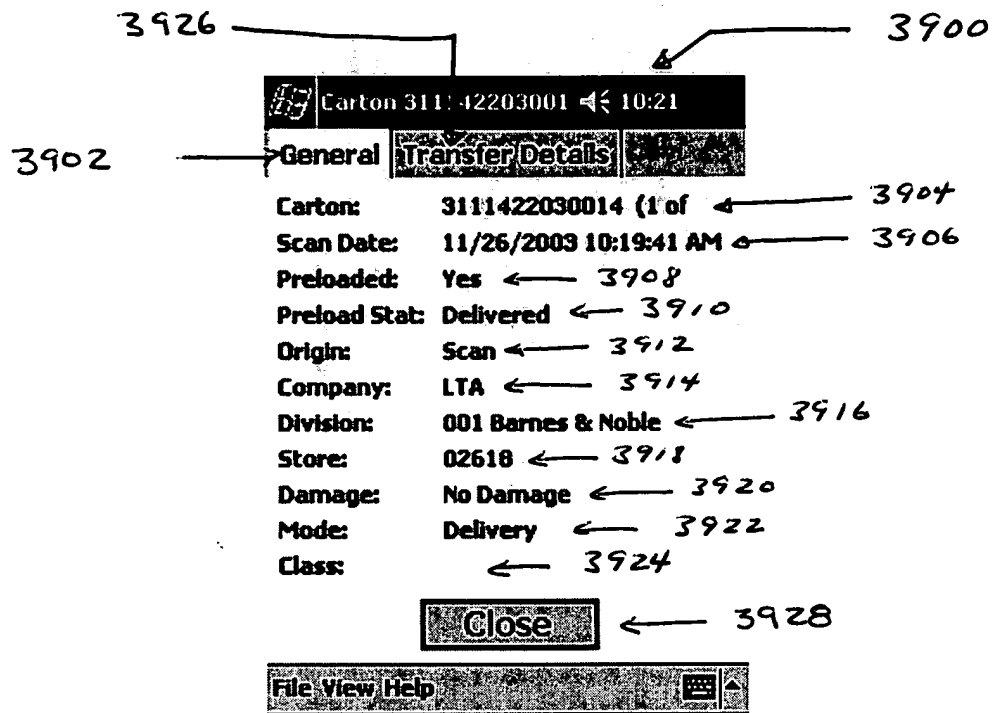 3926 3900
Carton 311142203001 10:21
3902 General Transfer Details
Carton: 3111422030014 (1 of 3904
Scan Date: 11/26/2003 10:19:41 AM 3906
Preloaded: Yes 3908
Preload Stat: Delivered 3910
Origin: Scan 3912
Company: LTA 3914
Division: 001 Barnes & Noble 3916
Store: 02618 3918
Damage: No Damage 3920
Mode: Delivery 3922
Class: 3924
Close 3928
File View Help